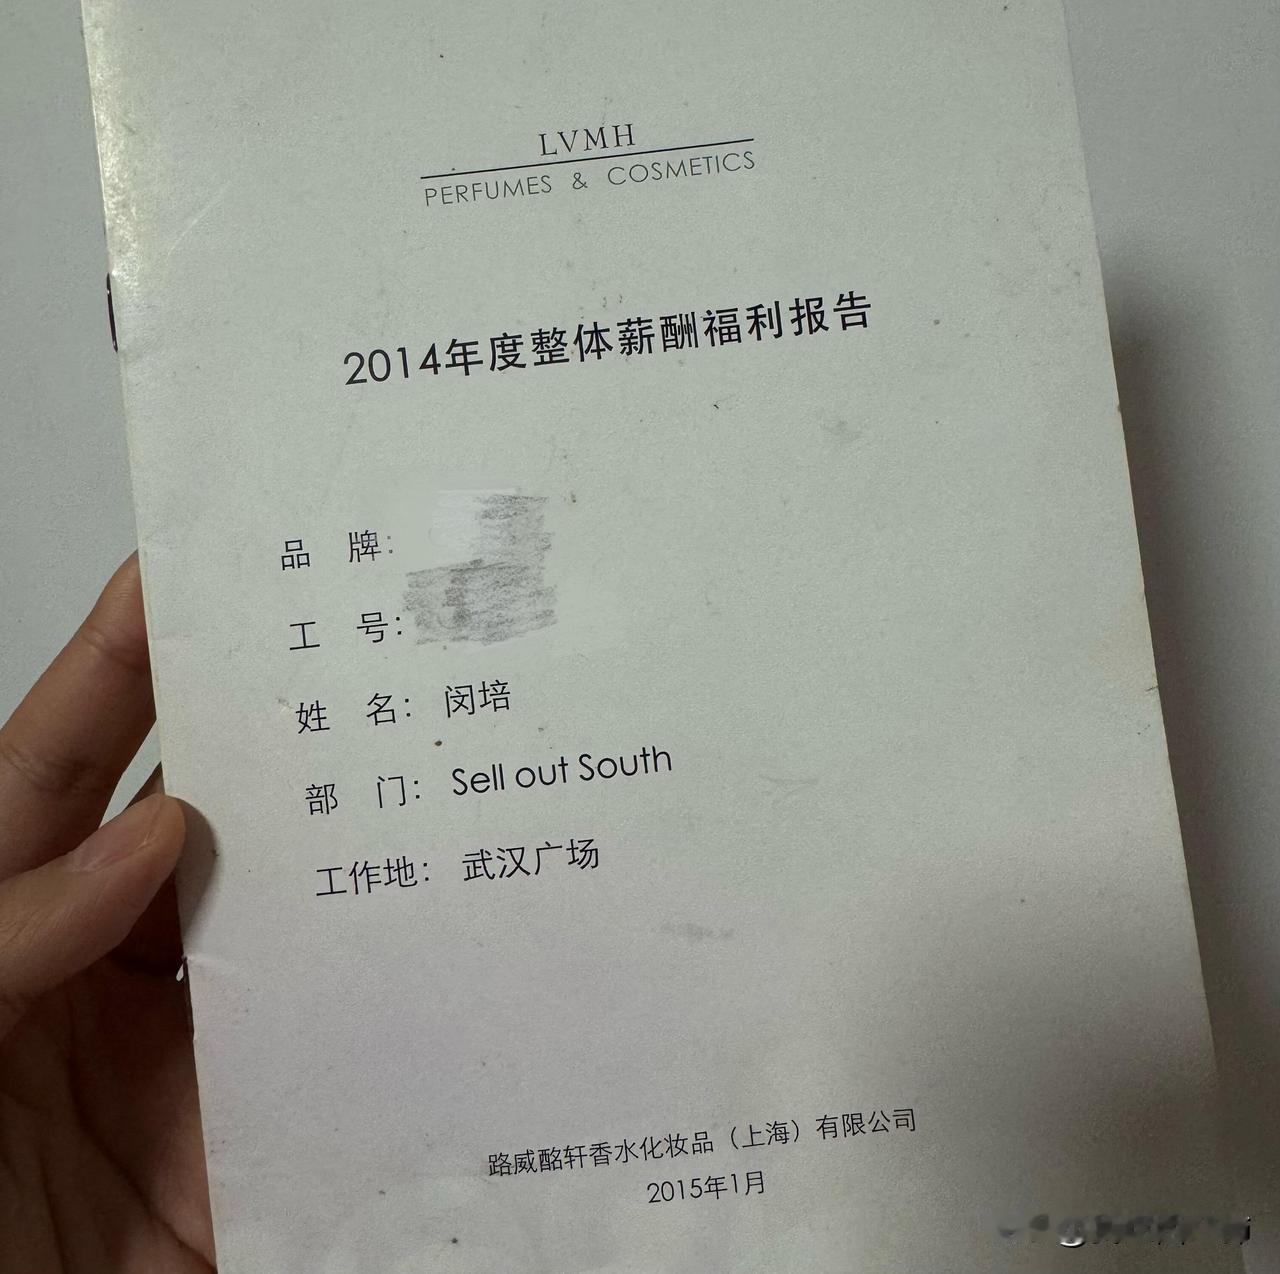 LVMH
PERFUMES & COSMETICS
2014年度整体薪酬福利报告
品 牌:
工 号:
姓 名: 闵培
部 门: Sell out South
工作地: 武汉广场
路威酩轩香水化妆品（上海）有限公司
2015年1月